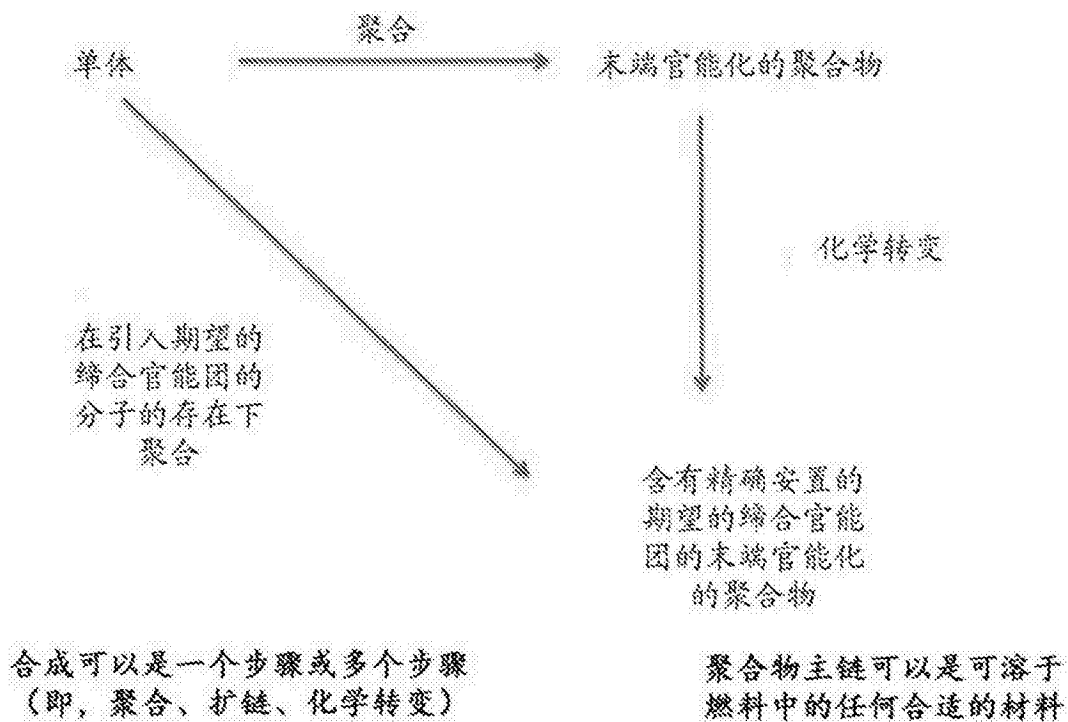 聚合
单体
末端官能化的聚合物
化学转变
在引入期望的
缔合官能团的
分子的存在下
聚合
含有精确安置的
期望的缔合官能
团的末端官能化
的聚合物
合成可以是一个步骤或多个步骤
（即，聚合、扩链、化学转变）
聚合物主链可以是可溶于
燃料中的任何合适的材料